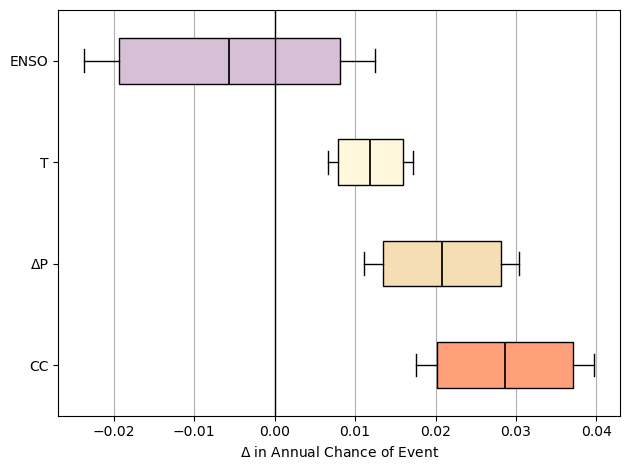 ENSO
T
ΔP
CC
−0.02 −0.01 0.00 0.01 0.02 0.03 0.04
Δ in Annual Chance of Event